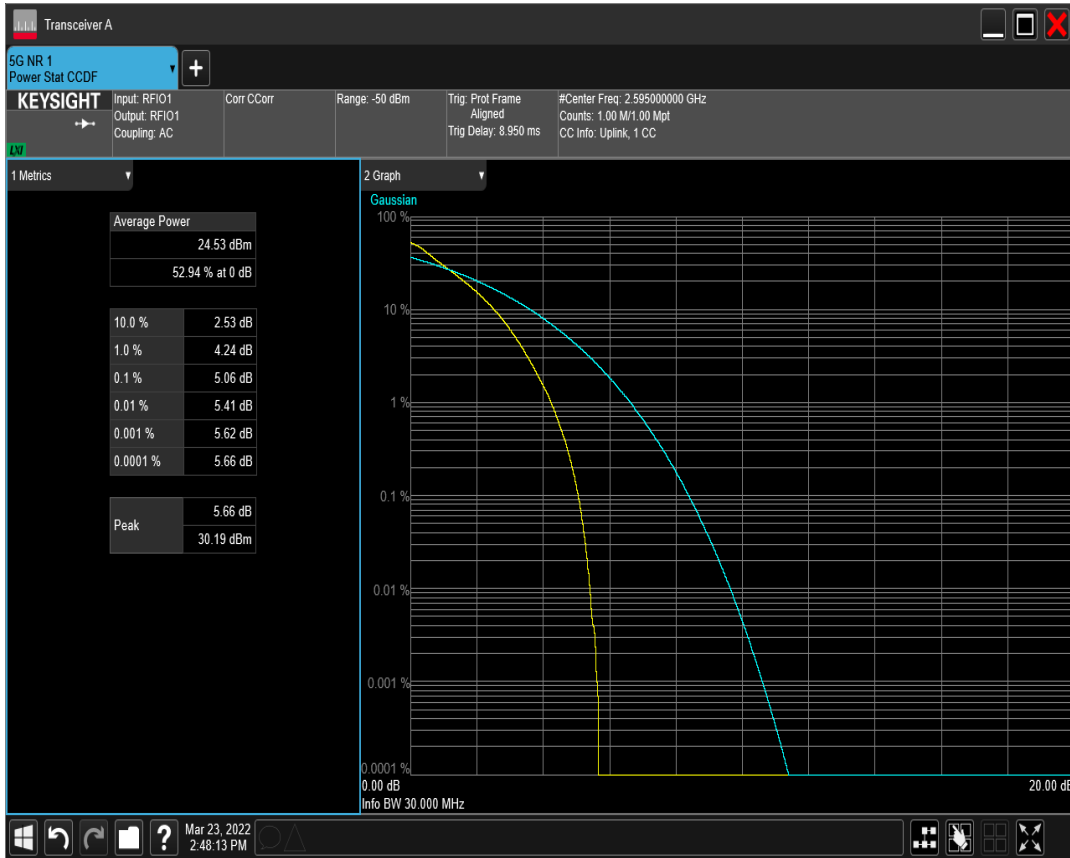 Transceiver A
5G NR 1
Power Stat CCDF
+
KEYSIGHT
LXI
Input: RFIO1
Output: RFIO1
Coupling: AC
Corr CCorr
Range: -50 dBm
Trig: Prot Frame
Aligned
Trig Delay: 8.950 ms
#Center Freq: 2.595000000 GHz
Counts: 1.00 M/1.00 Mpt
CC Info: Uplink, 1 CC
1 Metrics
Average Power
24.53 dBm
52.94 % at 0 dB
10.0 % 2.53 dB
1.0 % 4.24 dB
0.1 % 5.06 dB
0.01 % 5.41 dB
0.001 % 5.62 dB
0.0001 % 5.66 dB
Peak
5.66 dB
30.19 dBm
2 Graph
Gaussian
100 %
10 %
1 %
0.1 %
0.01 %
0.001 %
0.0001 %
0.00 dB 20.00 dB
Info BW 30.000 MHz
? Mar 23, 2022
2:48:13 PM